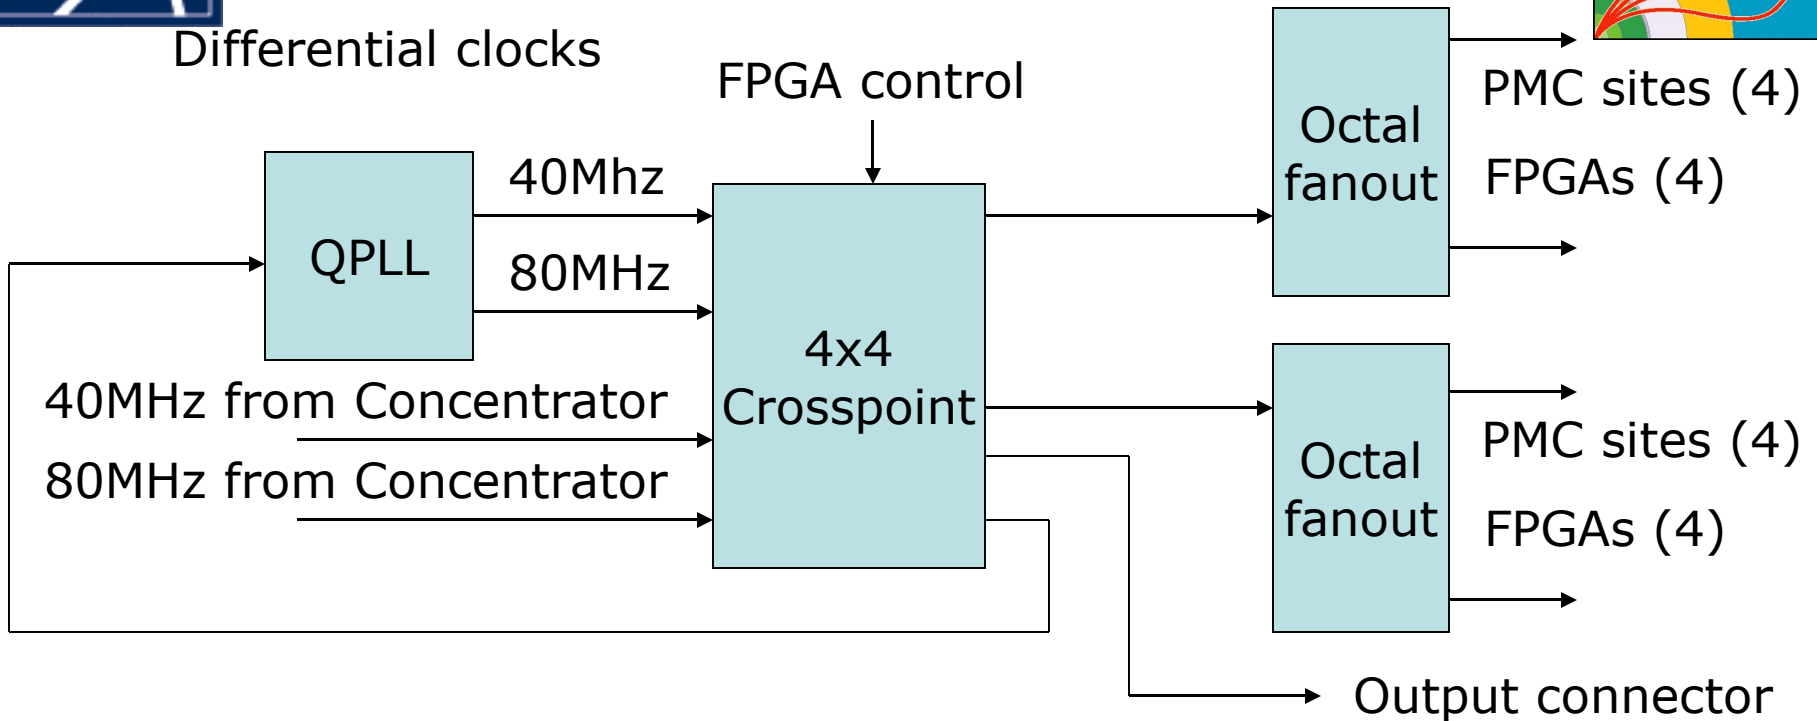 Differential clocks
FPGA control
40Mhz
QPLL
80MHz
40MHz from Concentrator
80MHz from Concentrator
4x4
Crosspoint
Octal
fanout
PMC sites (4)
FPGAs (4)
Octal
fanout
PMC sites (4)
FPGAs (4)
Output connector